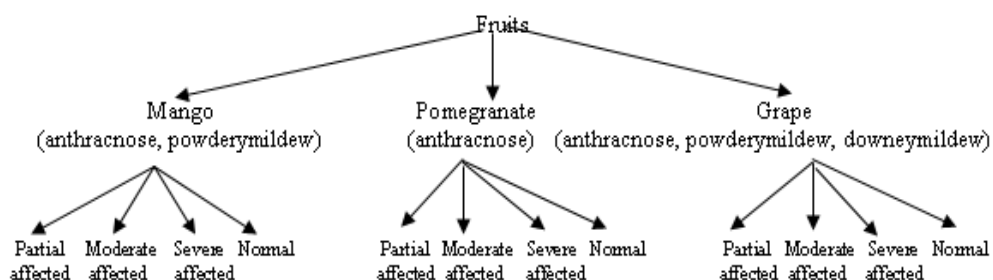 Fruits
Mango Pomegranate Grape
(anthracnose, powderymildew) (anthracnose) (anthracnose, powderymildew, downeymildew)
Partial Moderate Severe Normal Partial Moderate Severe Normal Partial Moderate Severe Normal
affected affected affected affected affected affected affected affected affected